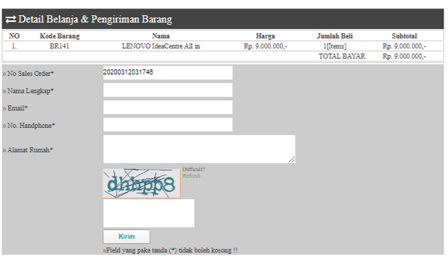 Detail Belanja & Pengiriman Barang
NO Kode Barang Nama Harga Jumlah Beli Subtotal
1. BR141 LENOVO IdeaCentre All in Rp. 9.000.000,- 1[Items] Rp. 9.000.000,-
TOTAL BAYAR Rp. 9.000.000,-
» No Sales Order* 20200312031746
» Nama Lengkap*
» Email*
» No. Handphone*
» Alamat Rumah*
Difficult?
Refresh
dhhpp8
Kirim
»Field yang pake tanda (*) tidak boleh kosong !!